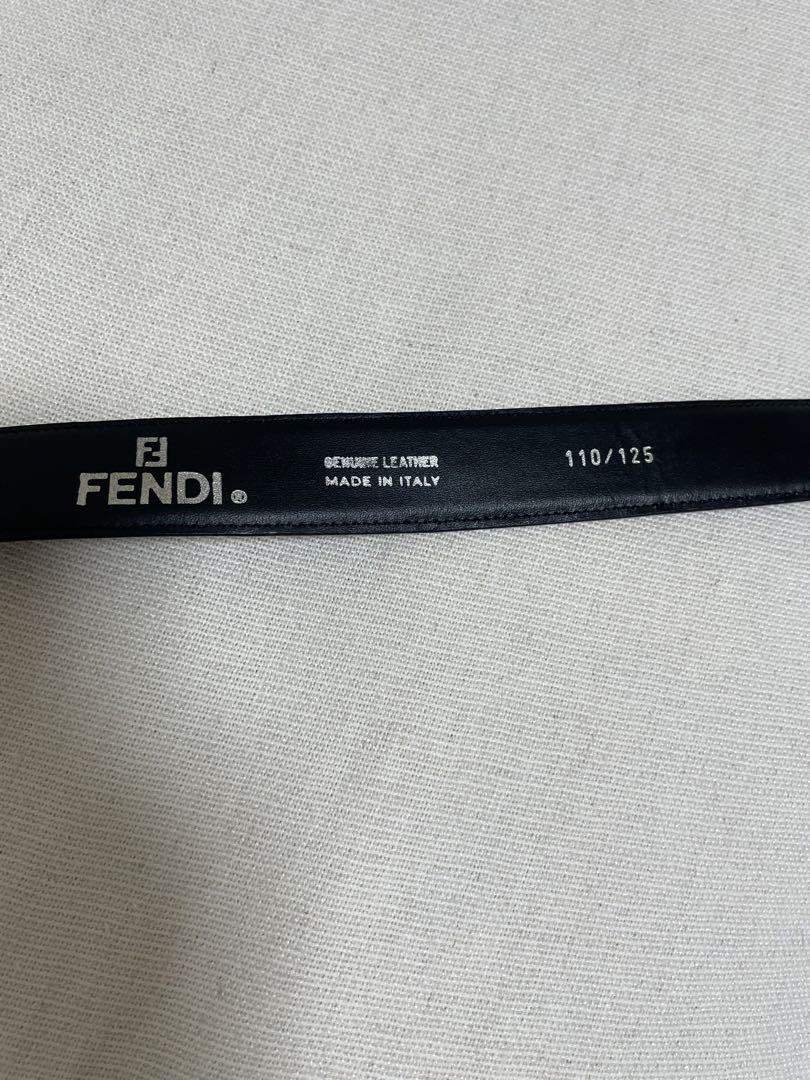 FENDI®
GENUINE LEATHER
MADE IN ITALY
110/125